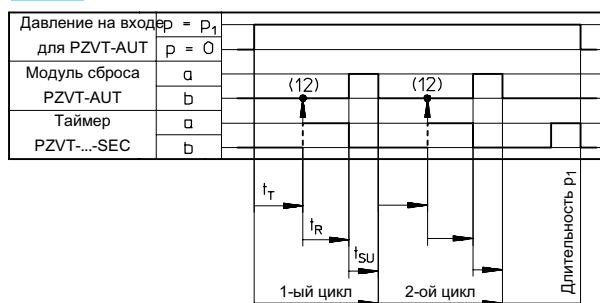 Давление на входе p = p1
для PZVT-AUT p = 0
Модуль сброса a
PZVT-AUT b
(12) (12)
Таймер a
PZVT-...-SEC b
tT
tR
tSU
1-ый цикл 2-ой цикл
Длительность p1